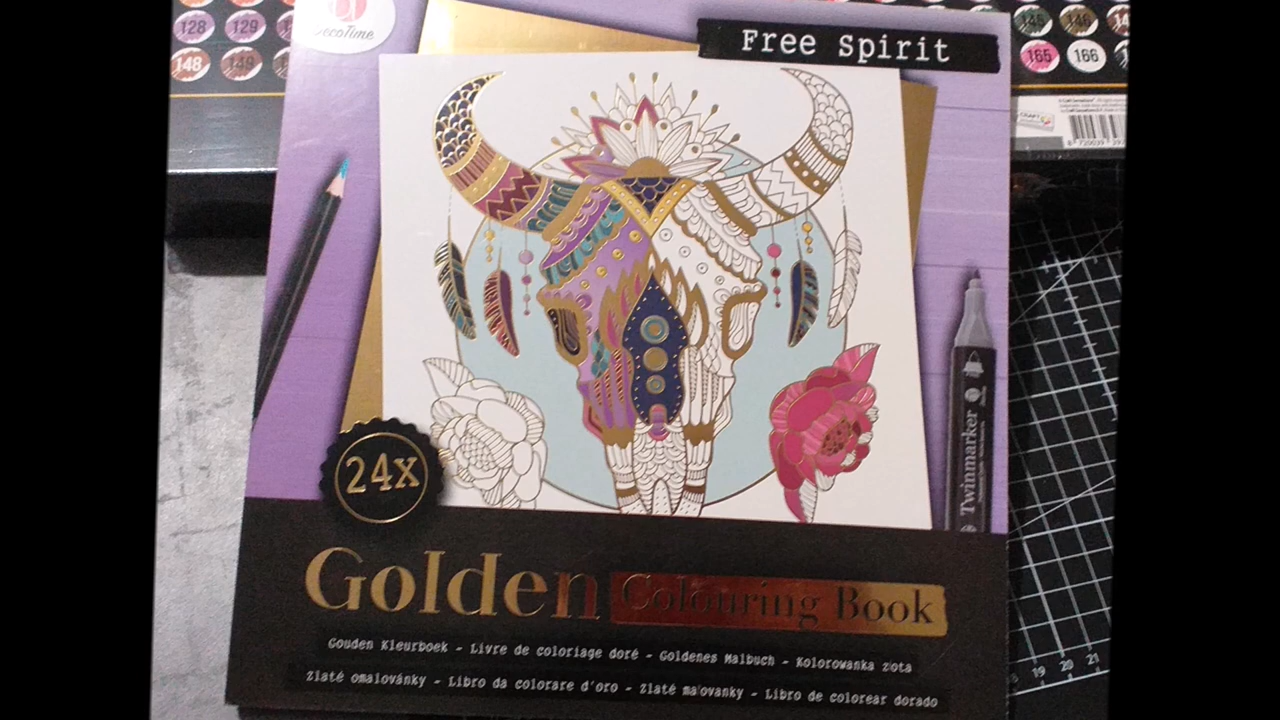 128 129
148 149
DecoTime
145 146
165 166
Free Spirit
24x
Twinmarker
Golden Colouring Book
Gouden Kleurboek - Livre de coloriage doré - Goldenes Malbuch - Kolorowanka złota
Zlaté omalovánky - Libro da colorare d'oro - Zlaté maľovanky - Libro de colorear dorado
19 20 21